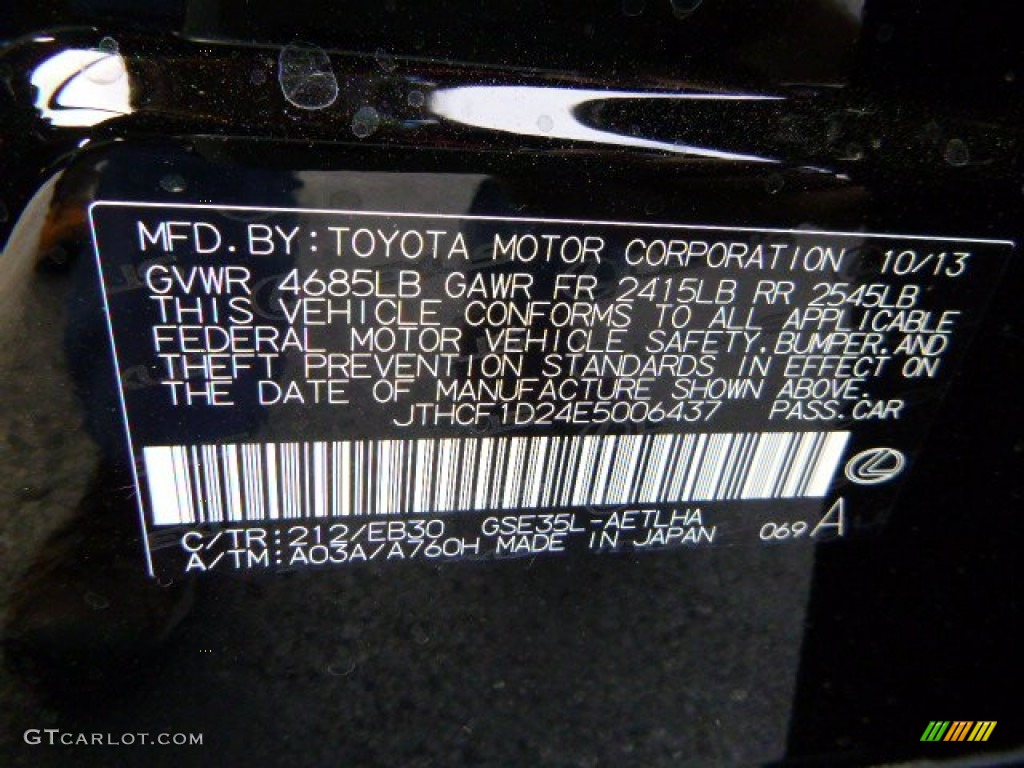 MFD.BY:TOYOTA MOTOR CORPORATION 10/13
GVWR 4685LB GAWR FR 2415LB RR 2545LB
THIS VEHICLE CONFORMS TO ALL APPLICABLE
FEDERAL MOTOR VEHICLE SAFETY,BUMPER,AND
THEFT PREVENTION STANDARDS IN EFFECT ON
THE DATE OF MANUFACTURE SHOWN ABOVE.
JTHCF1D24E5006437 PASS.CAR
C/TR:212/EB30 GSE35L-AETLHA
A/TM:A03A/A760H MADE IN JAPAN 069A
GTCARLOT.COM